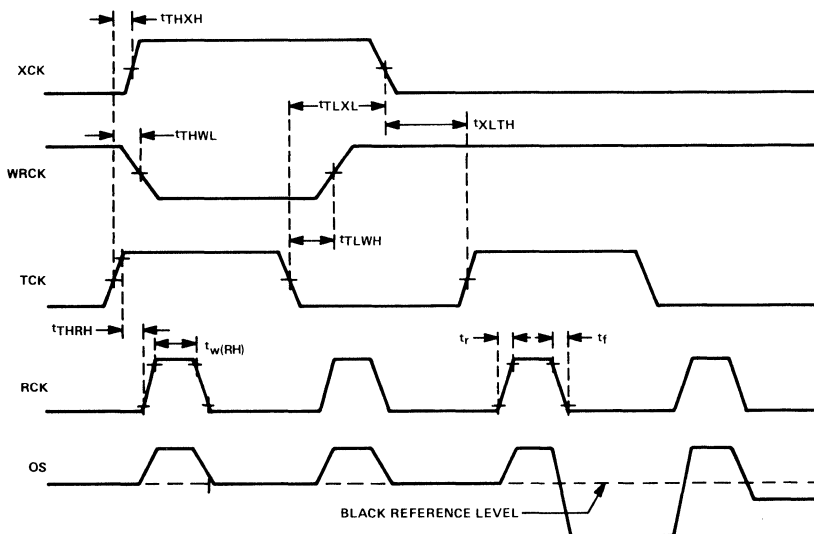 tTHXH
XCK
tTLXL
tXLTH
tTHWL
WRCK
tTLWH
TCK
tTHRH
tw(RH)
tr
tf
RCK
OS
BLACK REFERENCE LEVEL